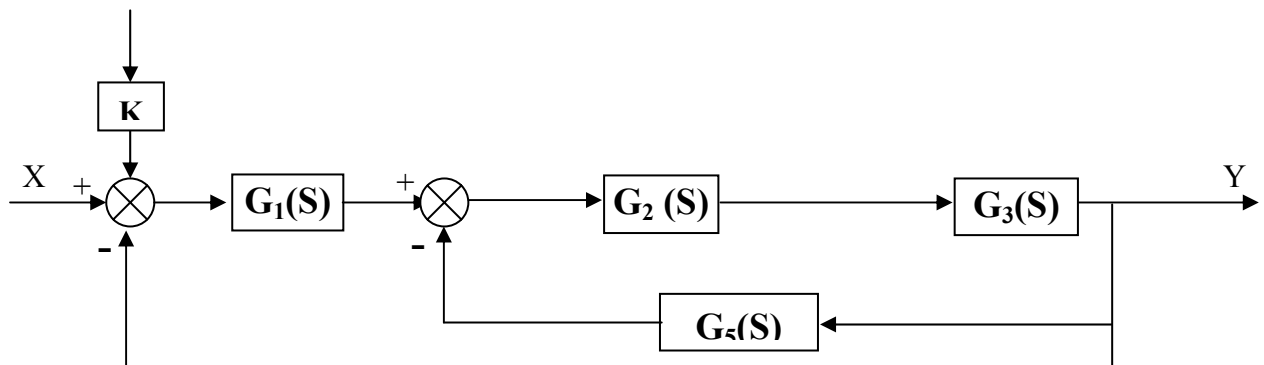 K
X + G₁(S) + G₂ (S) G₃(S) Y
- -
G₅(S)